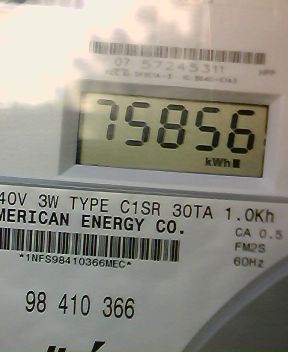 07 57245311
75856
kWh
40V 3W TYPE C1SR 30TA 1.0Kh
MERICAN ENERGY CO.
CA 0.5
FM2S
*1NFS98410366MEC*
60Hz
98 410 366